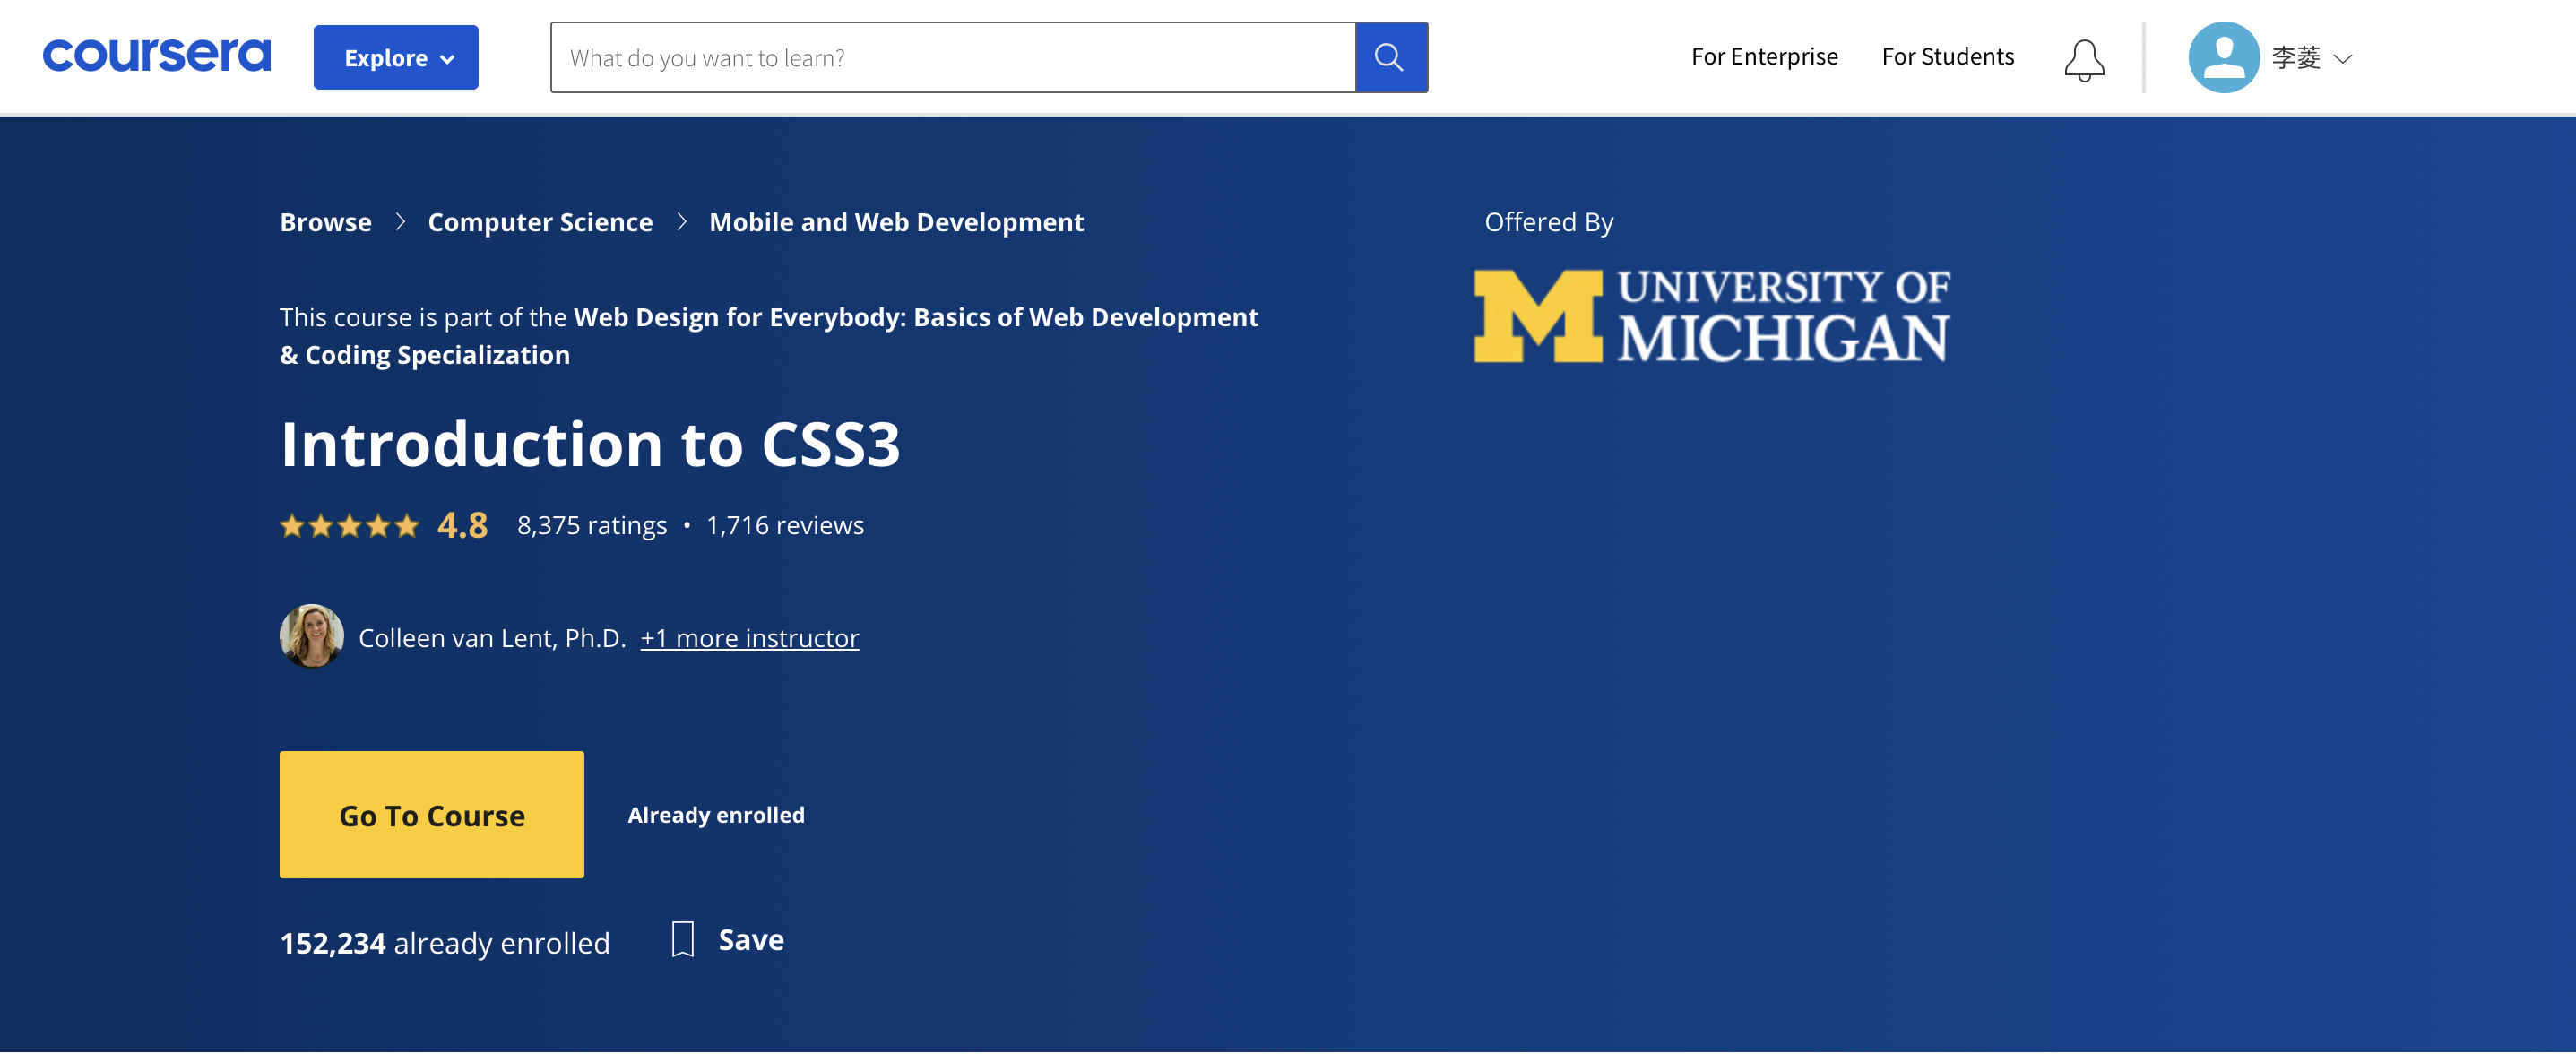 coursera
Explore
What do you want to learn?
For Enterprise
For Students
李菱
Browse > Computer Science > Mobile and Web Development
This course is part of the Web Design for Everybody: Basics of Web Development
& Coding Specialization
Introduction to CSS3
4.8 8,375 ratings • 1,716 reviews
Colleen van Lent, Ph.D. +1 more instructor
Go To Course
Already enrolled
152,234 already enrolled
Save
Offered By
M UNIVERSITY OF
MICHIGAN